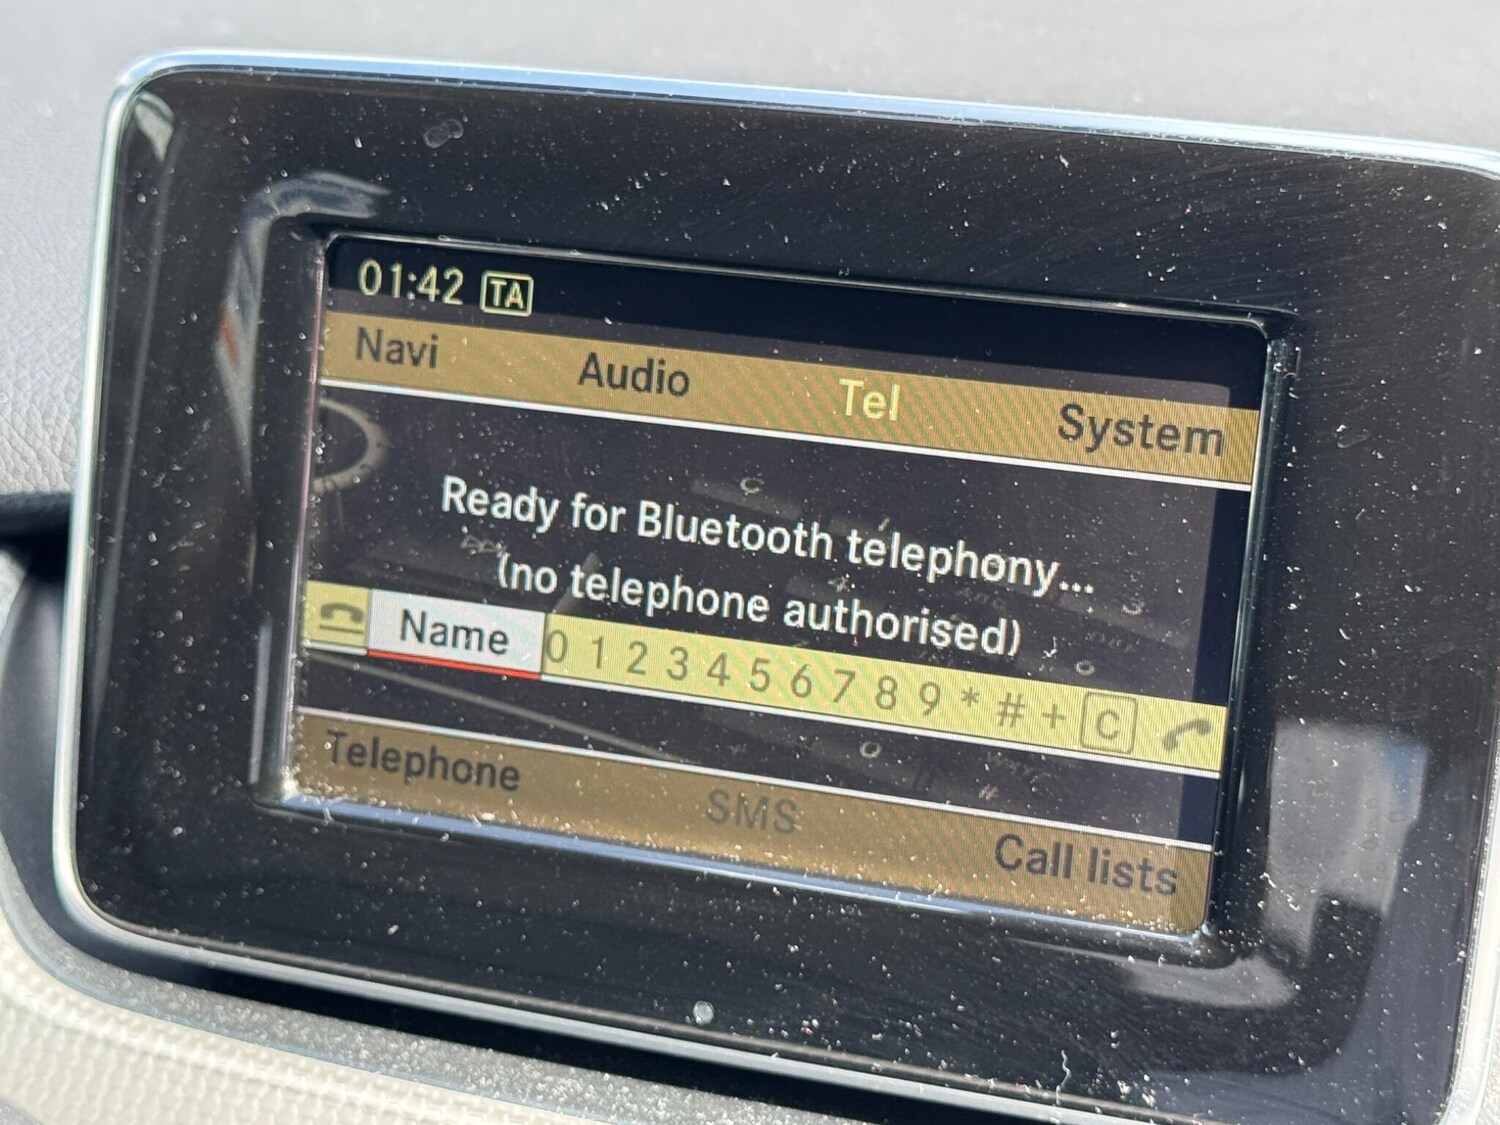 01:42 TA
Navi Audio Tel System
Ready for Bluetooth telephony...
(no telephone authorised)
Name 0 1 2 3 4 5 6 7 8 9 * # + C
Telephone SMS Call lists